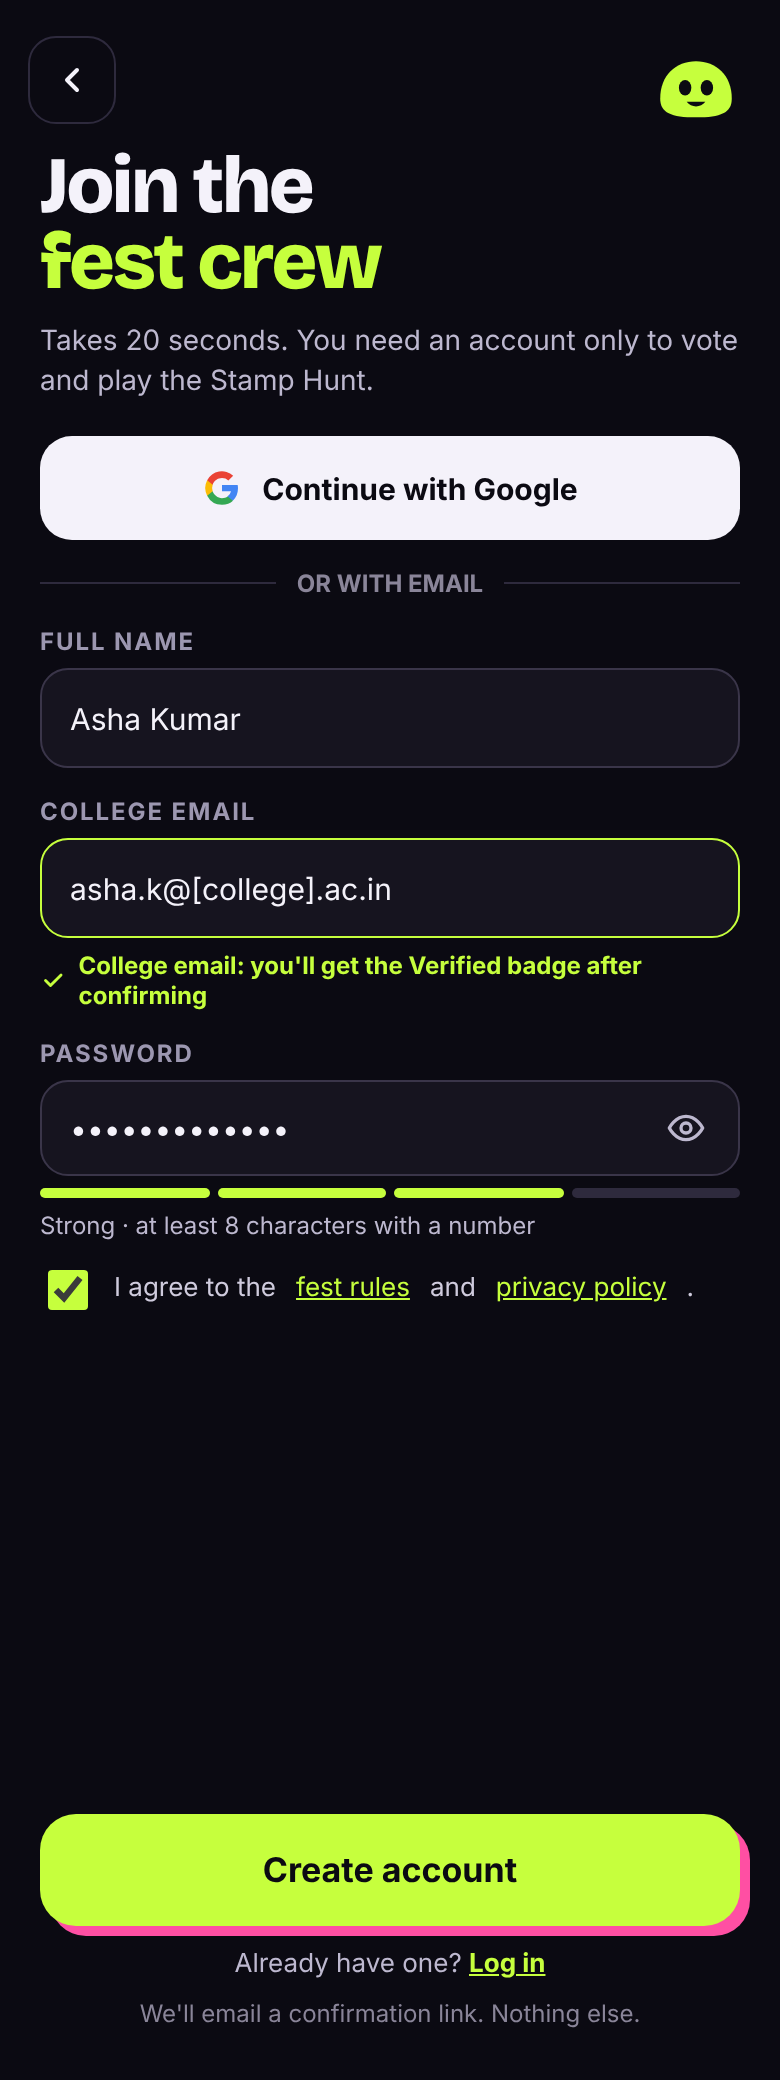 Join the
fest crew
Takes 20 seconds. You need an account only to vote
and play the Stamp Hunt.
Continue with Google
OR WITH EMAIL
FULL NAME
Asha Kumar
COLLEGE EMAIL
asha.k@[college].ac.in
College email: you'll get the Verified badge after
confirming
PASSWORD
•••••••••••••
Strong · at least 8 characters with a number
I agree to the fest rules and privacy policy .
Create account
Already have one? Log in
We'll email a confirmation link. Nothing else.